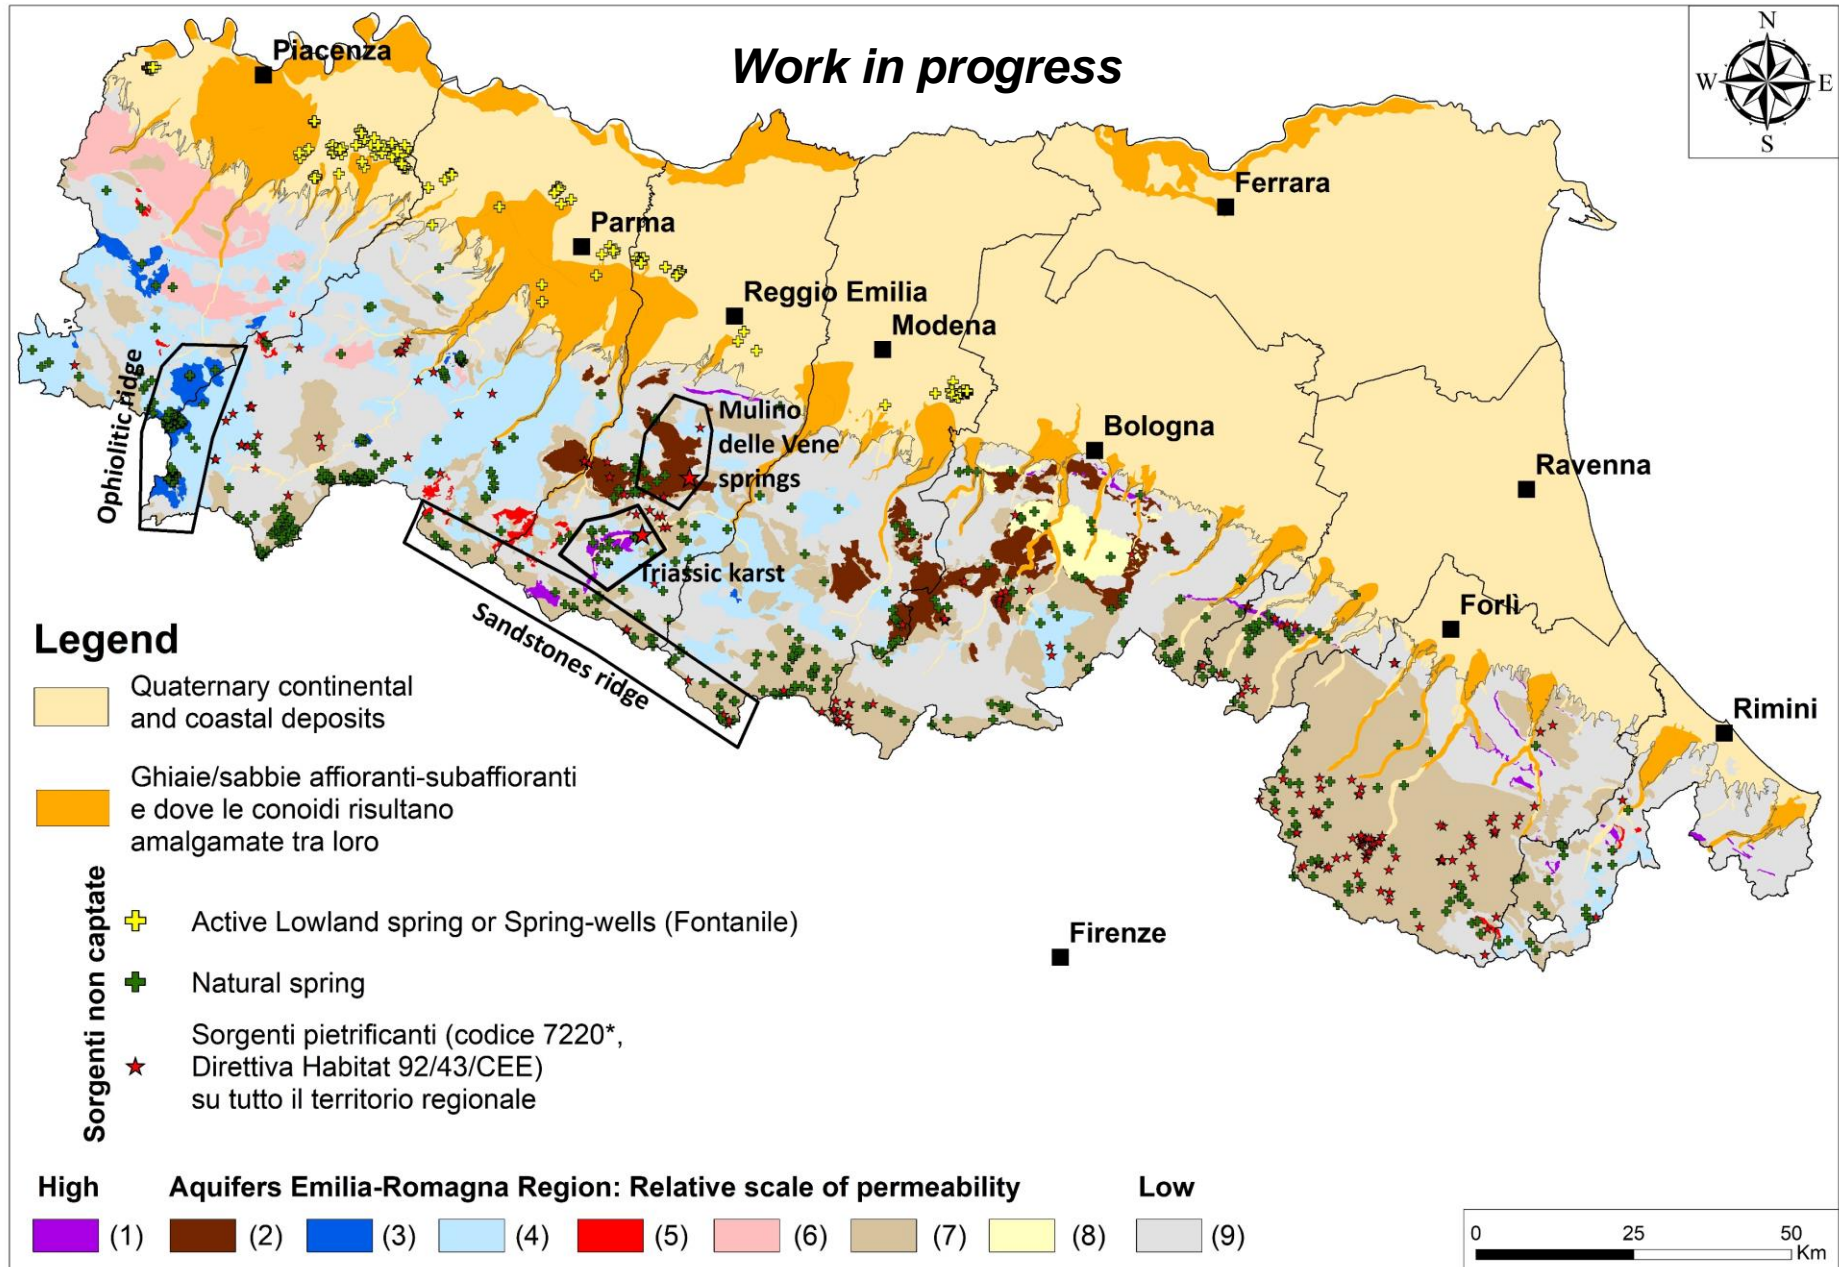 Work in progress
N
W
E
S
Piacenza
Ferrara
Parma
Reggio Emilia
Modena
Mulino
delle Vene
springs
Bologna
Ravenna
Ophiolitic ridge
Triassic karst
Sandstones ridge
Forlì
Rimini
Firenze
Legend
Quaternary continental
and coastal deposits
Ghiaie/sabbie affioranti-subaffioranti
e dove le conoidi risultano
amalgamate tra loro
Sorgenti non captate
Active Lowland spring or Spring-wells (Fontanile)
Natural spring
Sorgenti pietrificanti (codice 7220*,
Direttiva Habitat 92/43/CEE)
su tutto il territorio regionale
High Aquifers Emilia-Romagna Region: Relative scale of permeability Low
(1) (2) (3) (4) (5) (6) (7) (8) (9)
0 25 50
Km